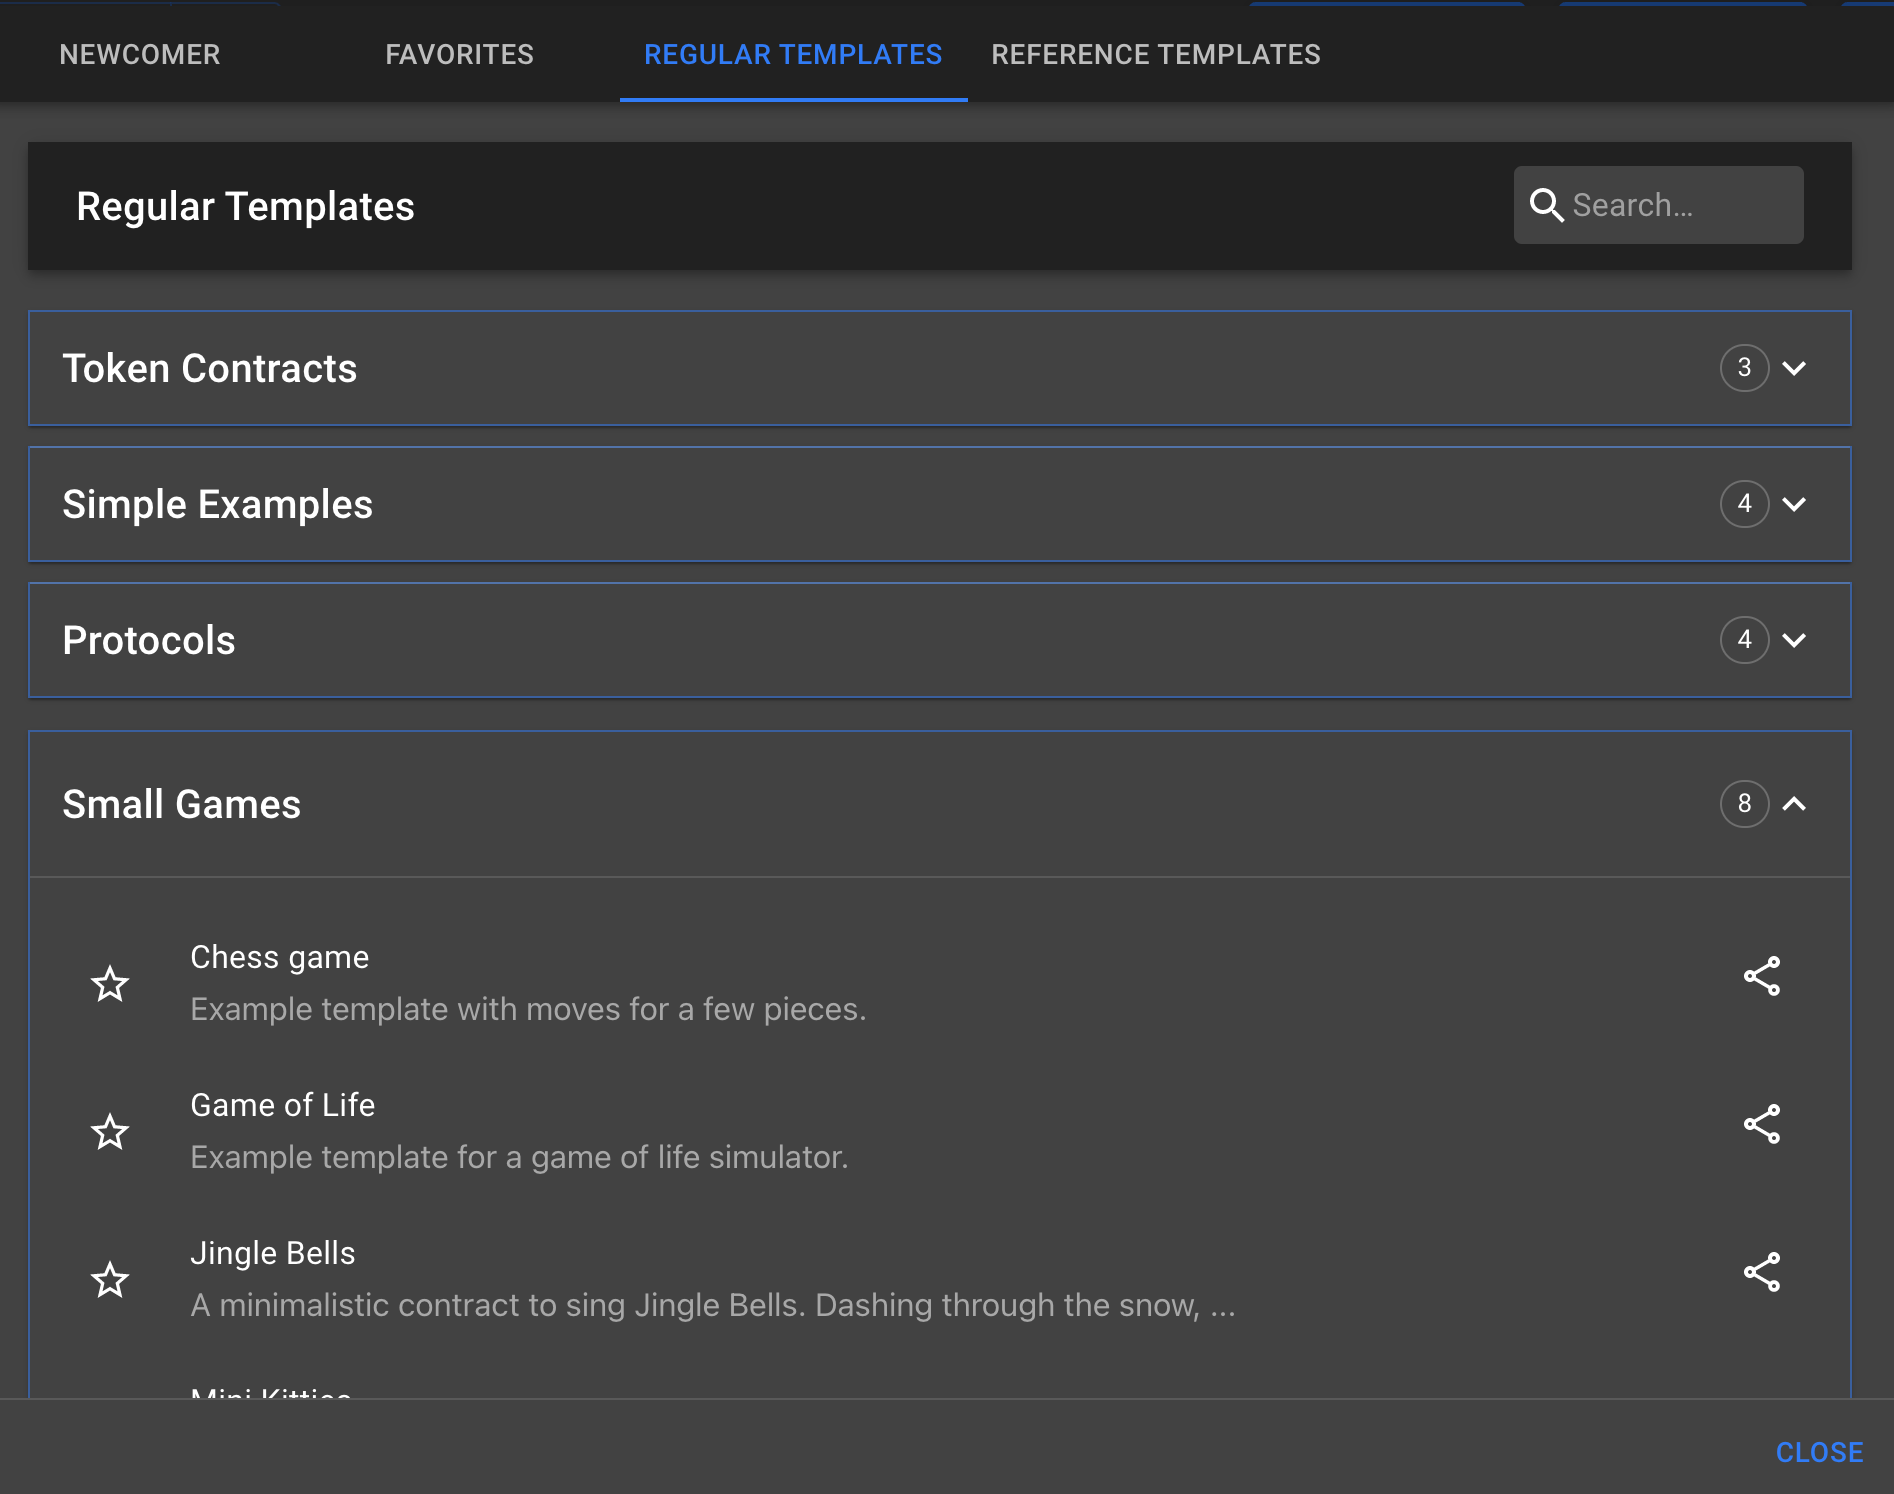 NEWCOMER FAVORITES REGULAR TEMPLATES REFERENCE TEMPLATES
Regular Templates Search...
Token Contracts 3
Simple Examples 4
Protocols 4
Small Games 8
Chess game
Example template with moves for a few pieces.
Game of Life
Example template for a game of life simulator.
Jingle Bells
A minimalistic contract to sing Jingle Bells. Dashing through the snow, ...
Mini Kitties
CLOSE